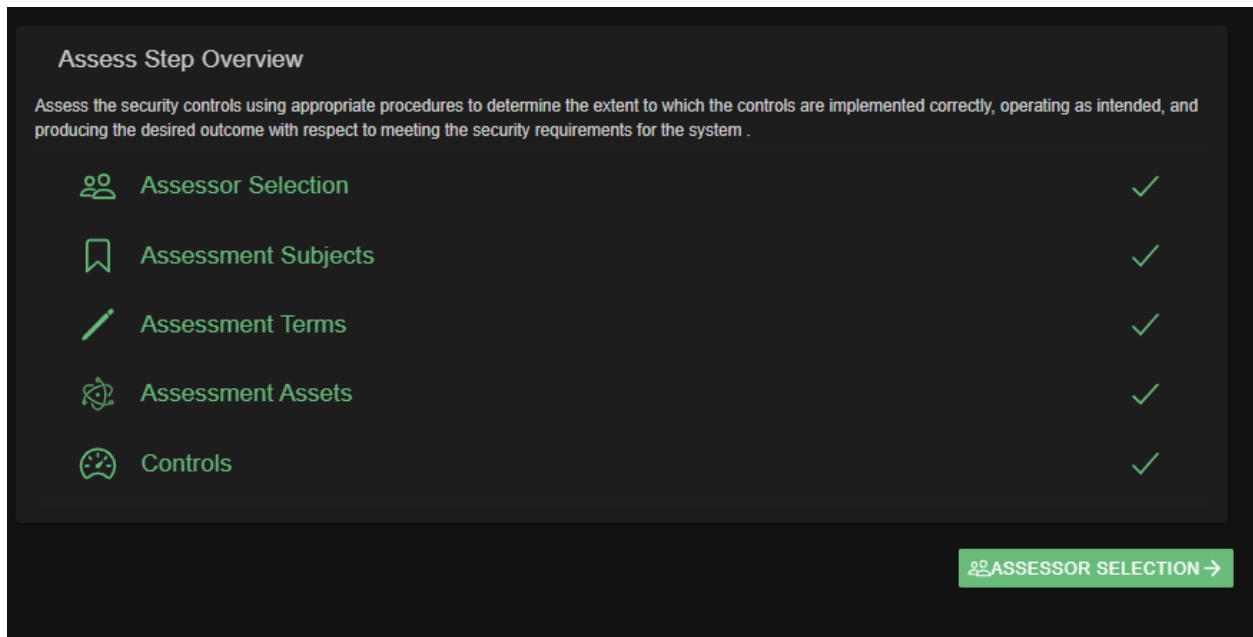 Assess Step Overview
Assess the security controls using appropriate procedures to determine the extent to which the controls are implemented correctly, operating as intended, and
producing the desired outcome with respect to meeting the security requirements for the system .
Assessor Selection
Assessment Subjects
Assessment Terms
Assessment Assets
Controls
ASSESSOR SELECTION